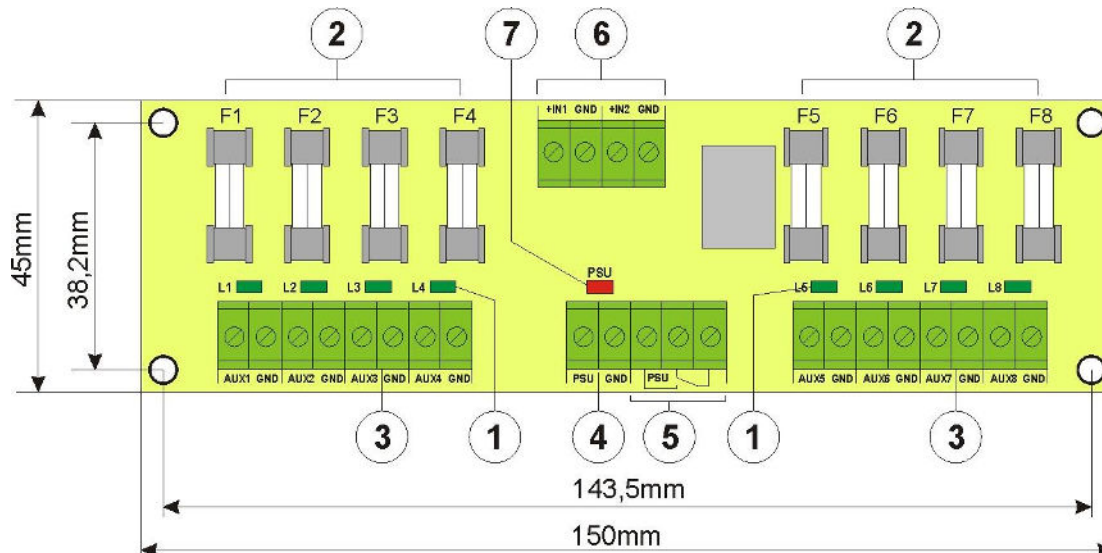 2 7 6 2
+IN1 GND +IN2 GND
F1 F2 F3 F4 F5 F6 F7 F8
45mm
38,2mm
PSU
L1 L2 L3 L4 L5 L6 L7 L8
AUX1 GND AUX2 GND AUX3 GND AUX4 GND PSU GND PSU AUX5 GND AUX6 GND AUX7 GND AUX8 GND
3 1 4 5 1 3
143,5mm
150mm